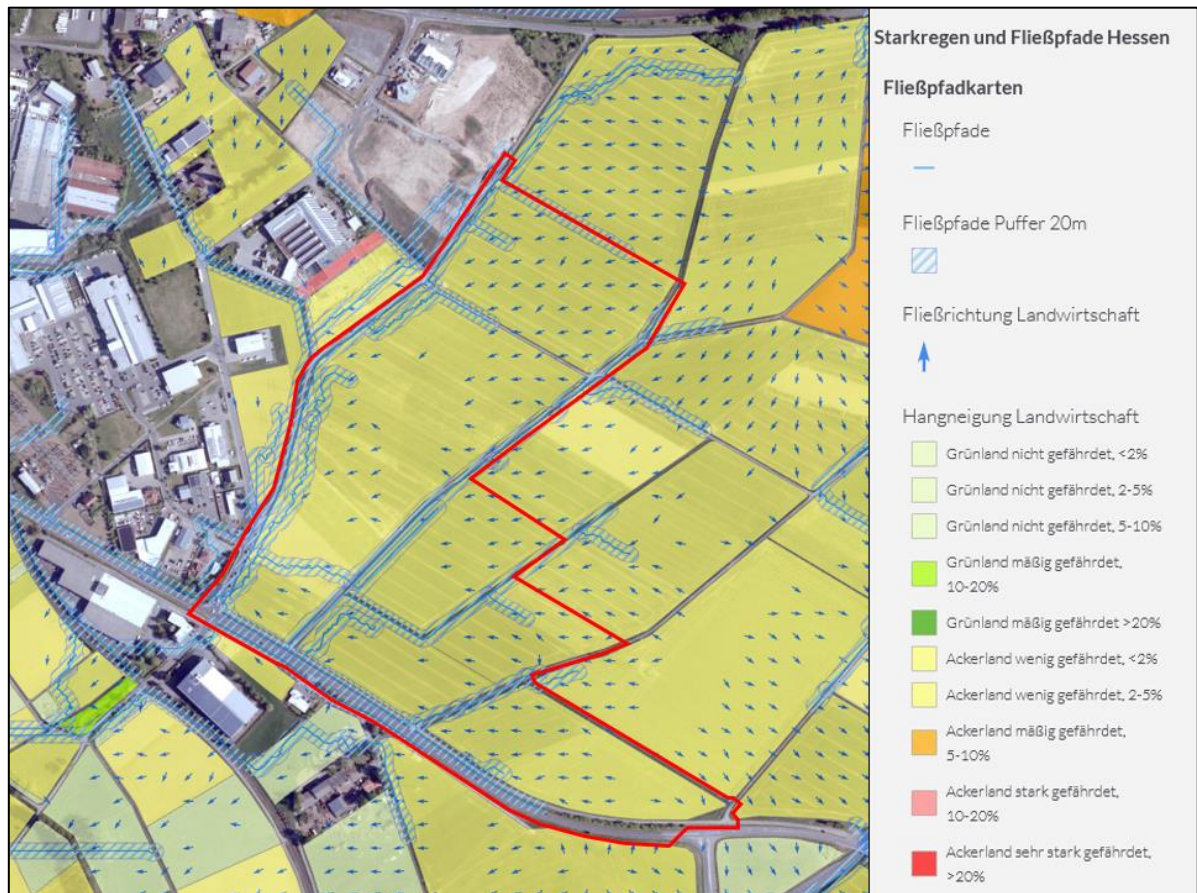 Starkregen und Fließpfade Hessen
Fließpfadkarten
Fließpfade
Fließpfade Puffer 20m
Fließrichtung Landwirtschaft
Hangneigung Landwirtschaft
Grünland nicht gefährdet, <2%
Grünland nicht gefährdet, 2-5%
Grünland nicht gefährdet, 5-10%
Grünland mäßig gefährdet,
10-20%
Grünland mäßig gefährdet >20%
Ackerland wenig gefährdet, <2%
Ackerland wenig gefährdet, 2-5%
Ackerland mäßig gefährdet,
5-10%
Ackerland stark gefährdet,
10-20%
Ackerland sehr stark gefährdet,
>20%